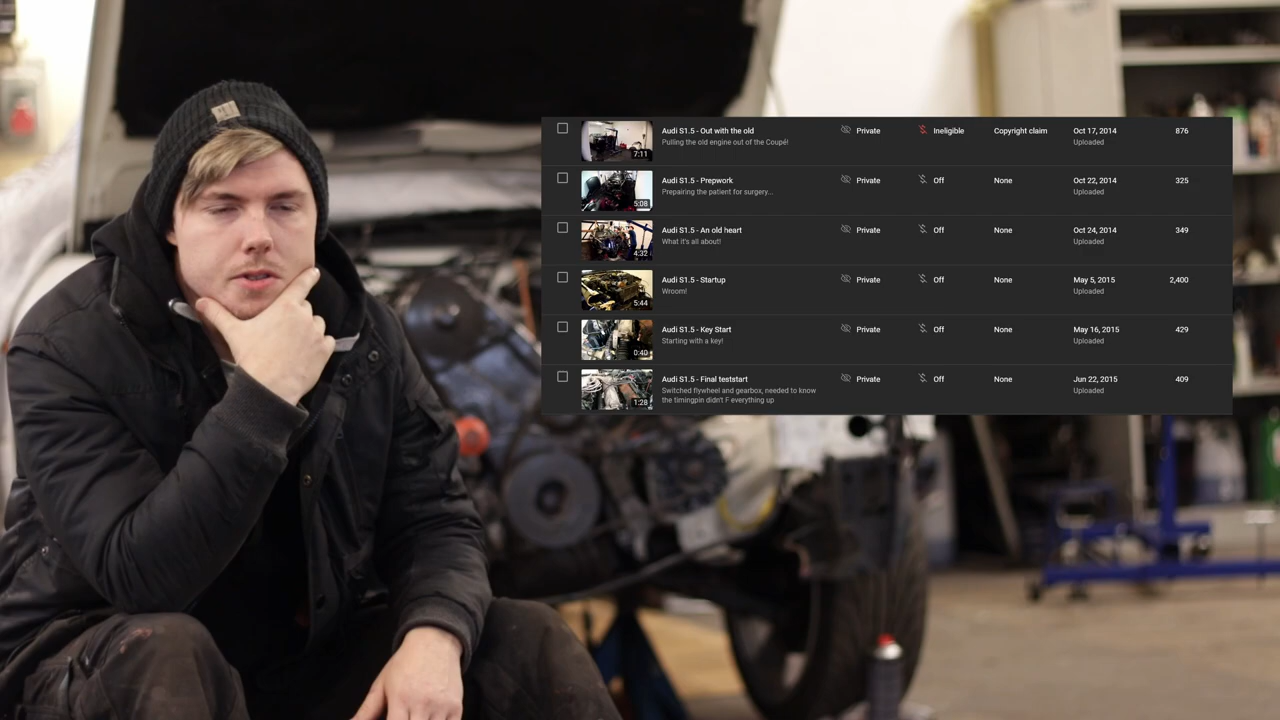 Audi S1.5 - Out with the old Private Ineligible Copyright claim Oct 17, 2014 876
7:11 Pulling the old engine out of the Coupé! Uploaded
Audi S1.5 - Prepwork Private Off None Oct 22, 2014 325
5:08 Prepairing the patient for surgery... Uploaded
Audi S1.5 - An old heart Private Off None Oct 24, 2014 349
4:32 What it's all about! Uploaded
Audi S1.5 - Startup Private Off None May 5, 2015 2,400
5:44 Wroom! Uploaded
Audi S1.5 - Key Start Private Off None May 16, 2015 429
0:40 Starting with a key! Uploaded
Audi S1.5 - Final teststart Private Off None Jun 22, 2015 409
1:28 Switched flywheel and gearbox, needed to know Uploaded
the timingpin didn't F everything up